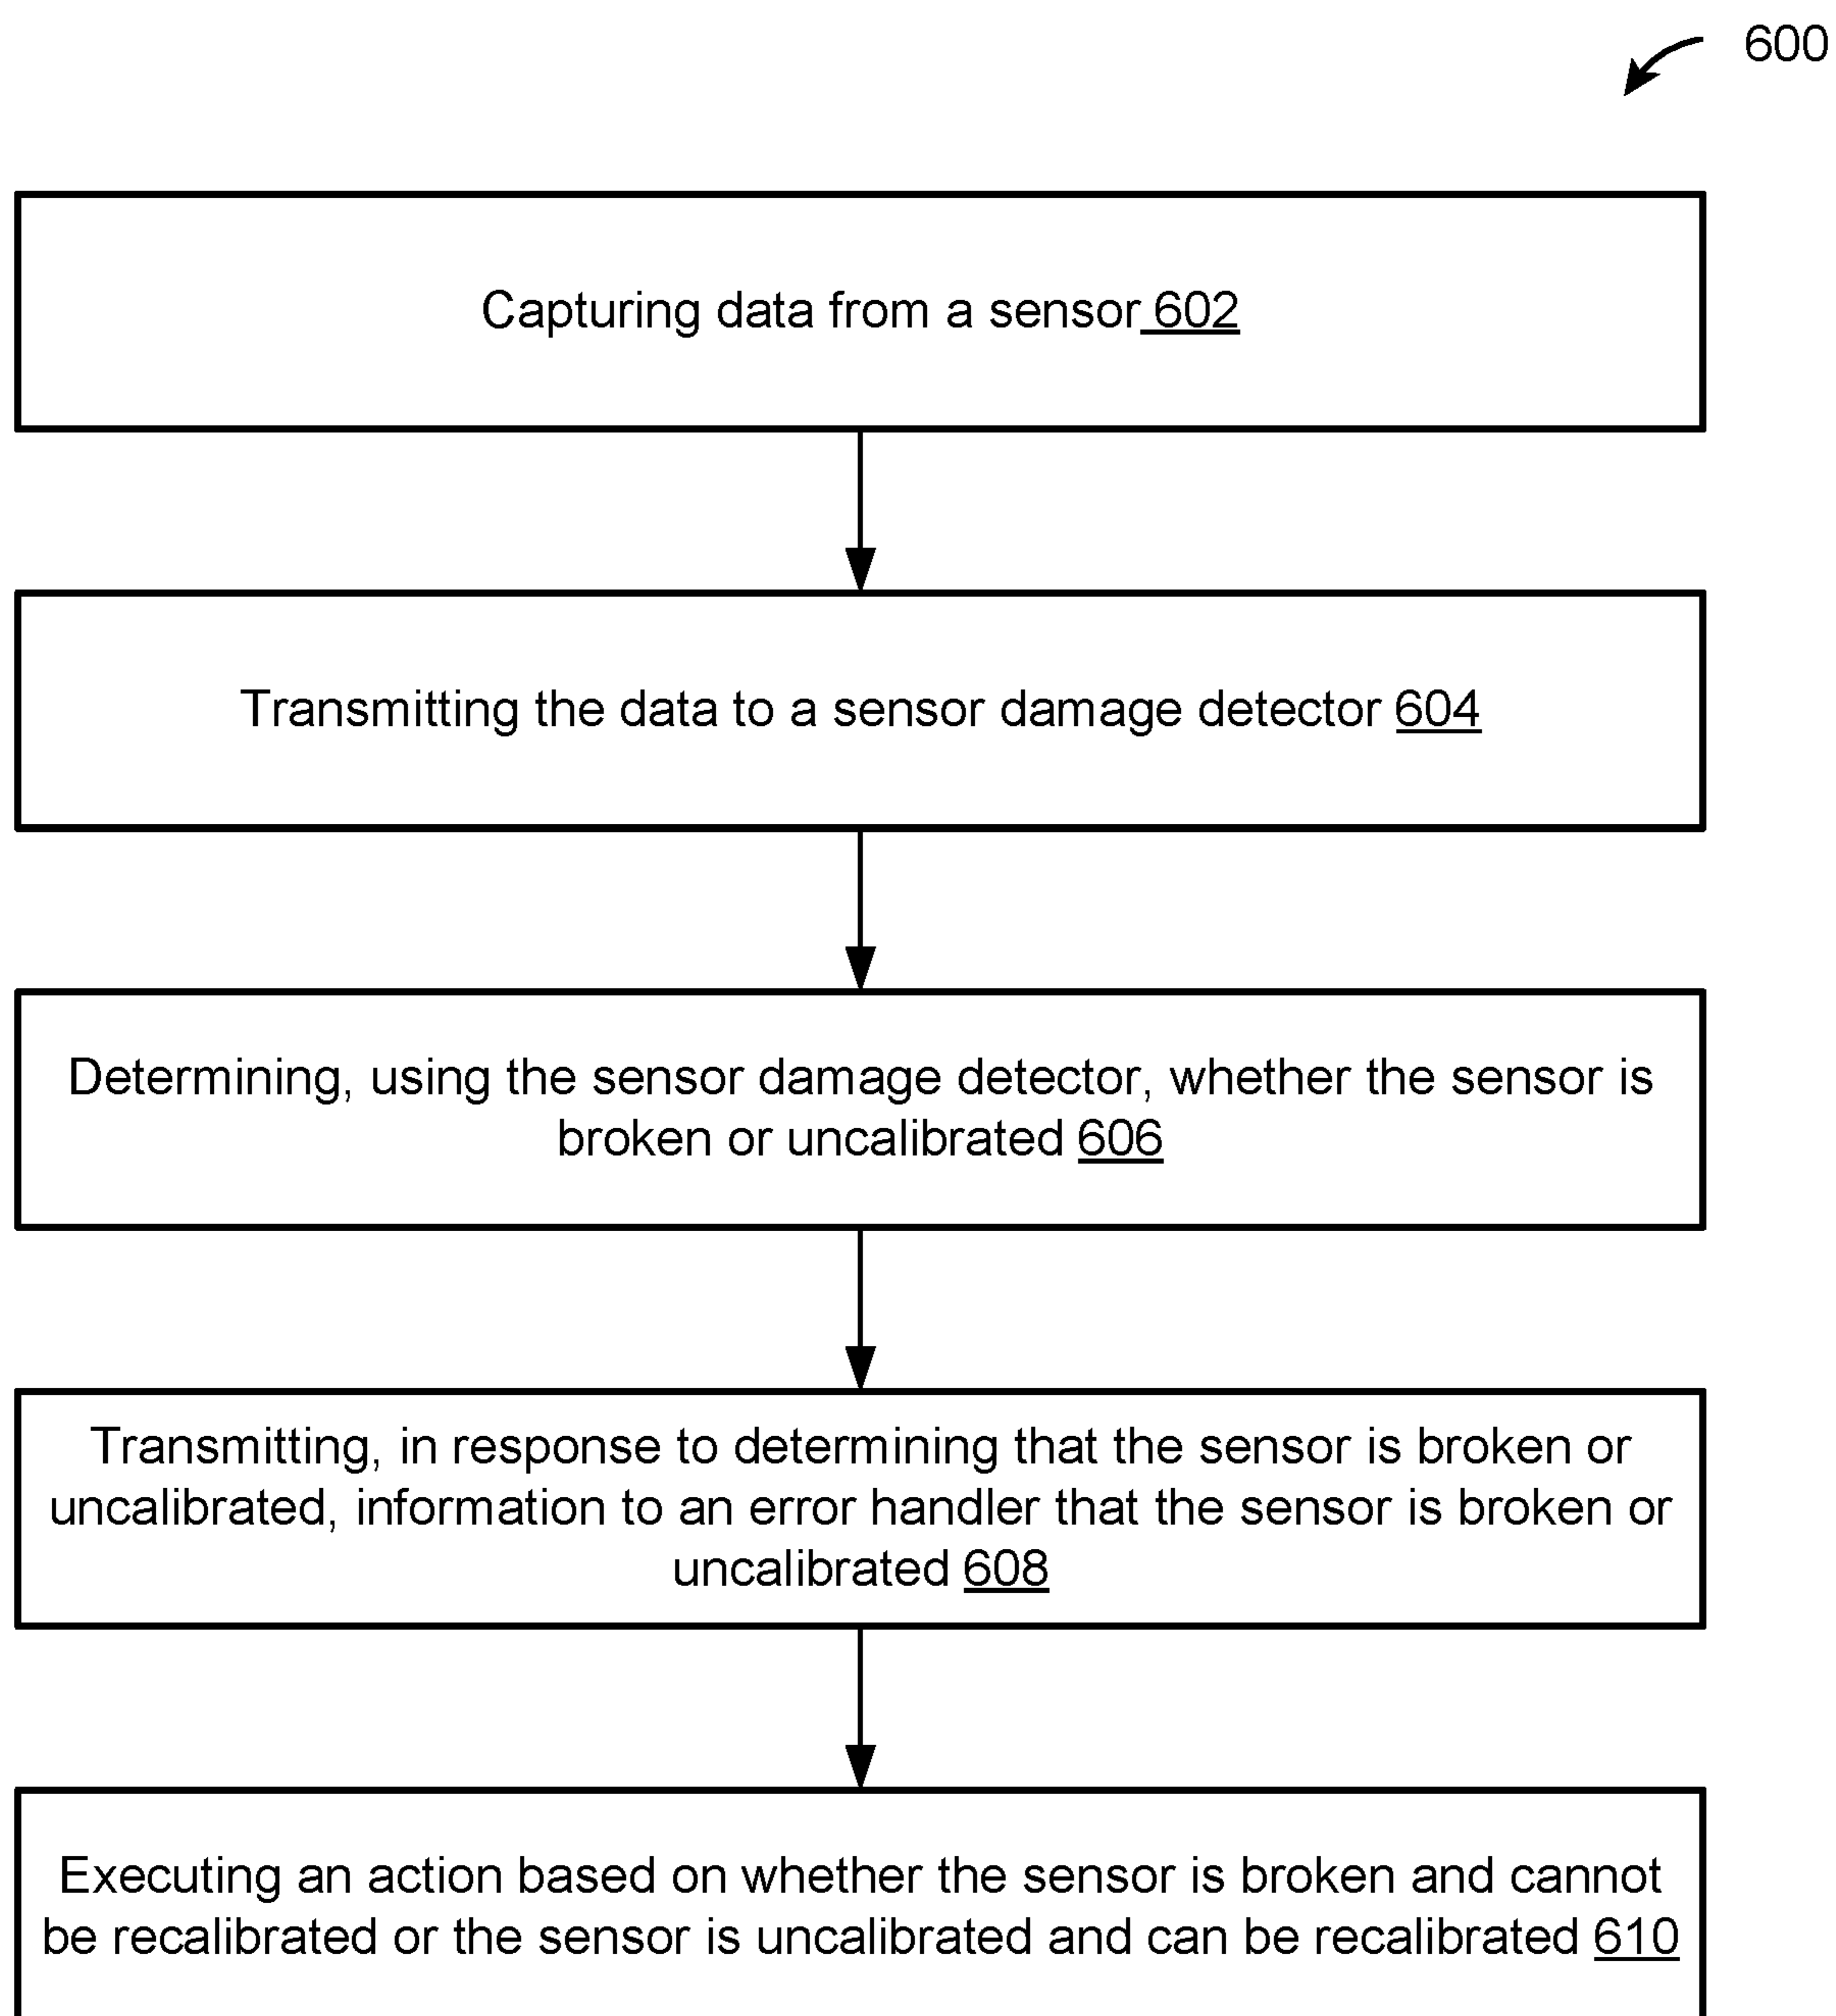 600
Capturing data from a sensor 602
Transmitting the data to a sensor damage detector 604
Determining, using the sensor damage detector, whether the sensor is
broken or uncalibrated 606
Transmitting, in response to determining that the sensor is broken or
uncalibrated, information to an error handler that the sensor is broken or
uncalibrated 608
Executing an action based on whether the sensor is broken and cannot
be recalibrated or the sensor is uncalibrated and can be recalibrated 610